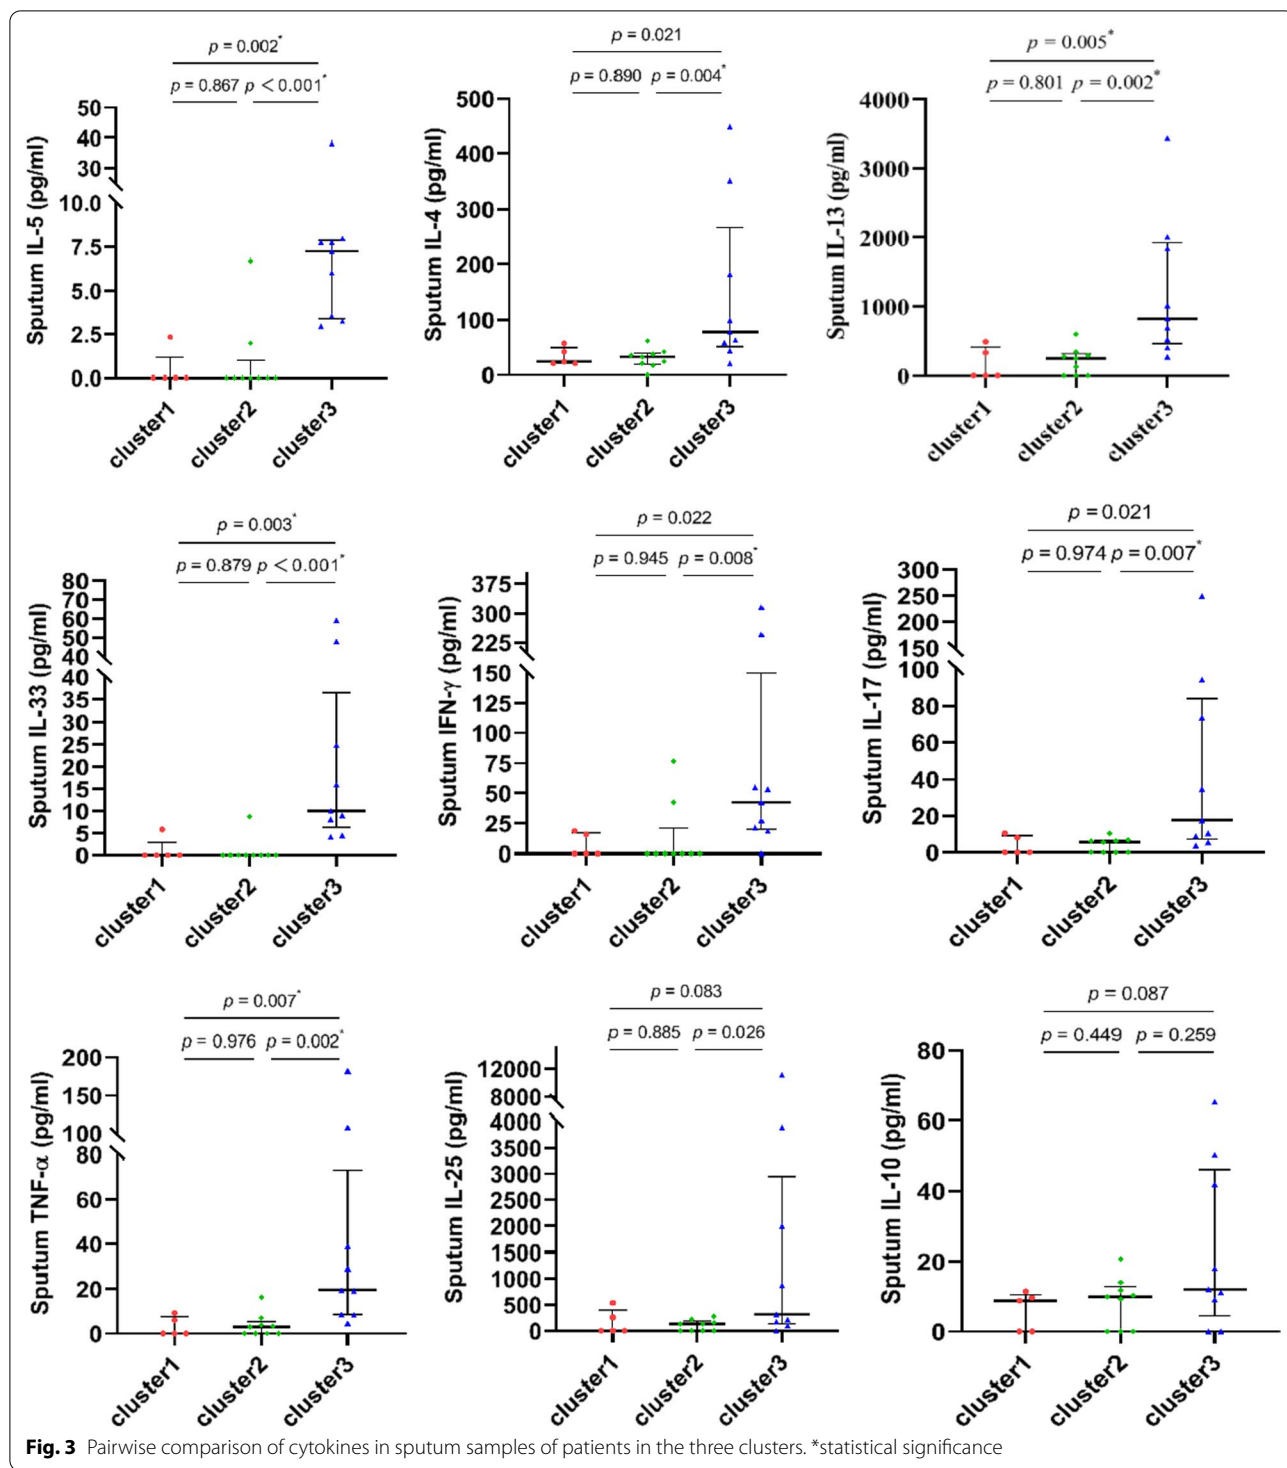 p = 0.002*
p = 0.867 p < 0.001*
Sputum IL-5 (pg/ml)
50
40
30
10.0
7.5
5.0
2.5
0.0
cluster1
cluster2
cluster3
p = 0.021
p = 0.890 p = 0.004*
Sputum IL-4 (pg/ml)
500
400
300
200
100
0
cluster1
cluster2
cluster3
p = 0.005*
p = 0.801 p = 0.002*
Sputum IL-13 (pg/ml)
4000
3000
2000
1000
0
cluster1
cluster2
cluster3
p = 0.003*
p = 0.879 p < 0.001*
Sputum IL-33 (pg/ml)
80
70
60
50
40
40
35
30
25
20
15
10
5
0
cluster1
cluster2
cluster3
p = 0.022
p = 0.945 p = 0.008*
Sputum IFN-γ (pg/ml)
375
300
225
150
125
100
75
50
25
0
cluster1
cluster2
cluster3
p = 0.021
p = 0.974 p = 0.007*
Sputum IL-17 (pg/ml)
300
250
200
150
100
80
60
40
20
0
cluster1
cluster2
cluster3
p = 0.007*
p = 0.976 p = 0.002*
Sputum TNF-α (pg/ml)
200
150
100
80
60
40
20
0
cluster1
cluster2
cluster3
p = 0.083
p = 0.885 p = 0.026
Sputum IL-25 (pg/ml)
12000
8000
4000
3500
3000
2500
2000
1500
1000
500
0
cluster1
cluster2
cluster3
p = 0.087
p = 0.449 p = 0.259
Sputum IL-10 (pg/ml)
80
60
40
20
0
cluster1
cluster2
cluster3
Fig. 3 Pairwise comparison of cytokines in sputum samples of patients in the three clusters. *statistical significance